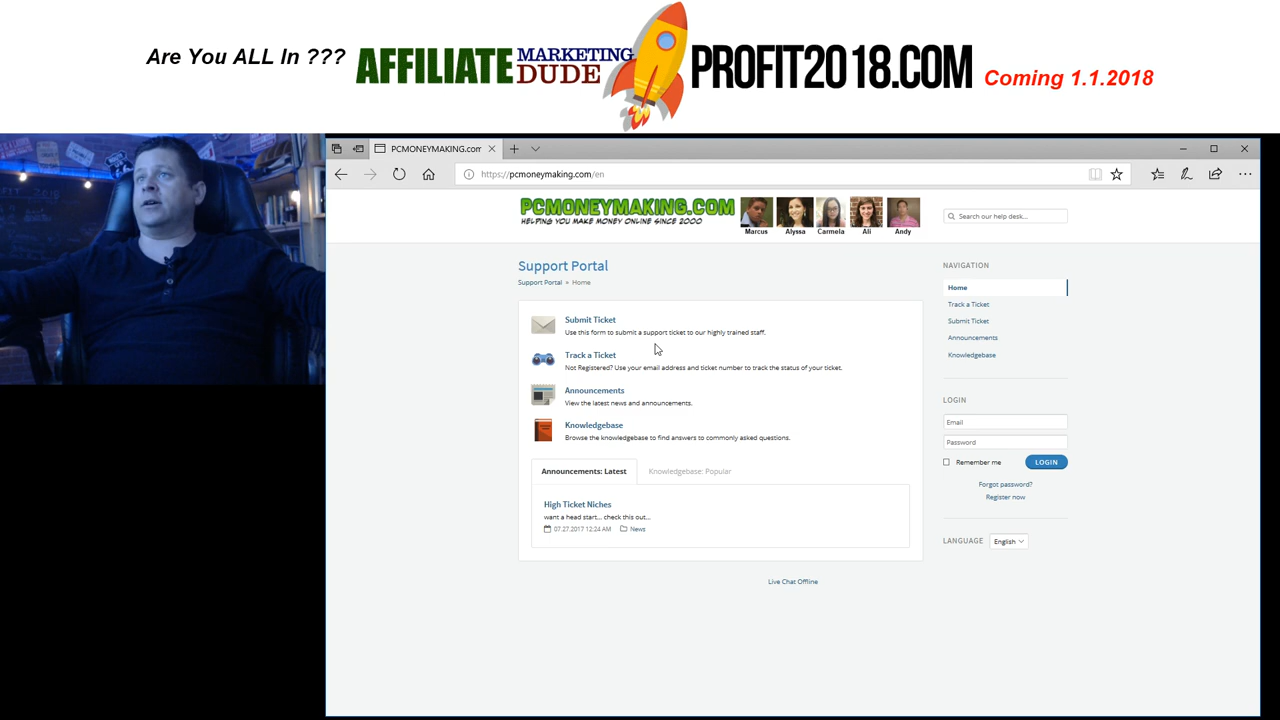 Are You ALL In ???
AFFILIATE MARKETING DUDE
PROFIT2018.COM
Coming 1.1.2018
PCMONEYMAKING.com
https://pcmoneymaking.com/en
PCMONEYMAKING.COM
HELPING YOU MAKE MONEY ONLINE SINCE 2000
Marcus Alyssa Carmela Ali Andy
Search our help desk...
Support Portal
Support Portal » Home
Submit Ticket
Use this form to submit a support ticket to our highly trained staff.
Track a Ticket
Not Registered? Use your email address and ticket number to track the status of your ticket.
Announcements
View the latest news and announcements.
Knowledgebase
Browse the knowledgebase to find answers to commonly asked questions.
Announcements: Latest Knowledgebase: Popular
High Ticket Niches
want a head start... check this out...
07.27.2017 12:24 AM News
Live Chat Offline
NAVIGATION
Home
Track a Ticket
Submit Ticket
Announcements
Knowledgebase
LOGIN
Email
Password
Remember me LOGIN
Forgot password?
Register now
LANGUAGE English